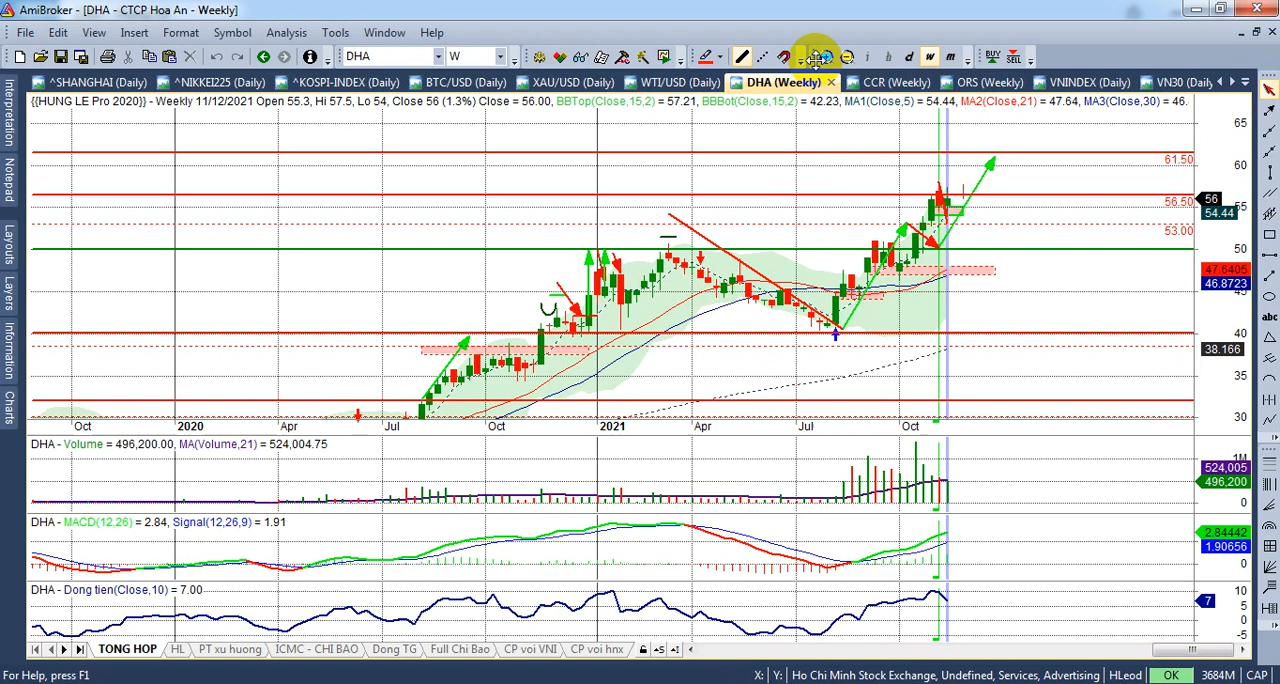 AmiBroker - [DHA - CTCP Hoa An - Weekly]
File Edit View Insert Format Symbol Analysis Tools Window Help
DHA W i h d w m BUY SELL
^SHANGHAI (Daily) ^NIKKEI225 (Daily) ^KOSPI-INDEX (Daily) BTC/USD (Daily) XAU/USD (Daily) WTI/USD (Daily) DHA (Weekly) CCR (Weekly) ORS (Weekly) VNINDEX (Daily) VN30 (Daily)
{{HUNG LE Pro 2020}} - Weekly 11/12/2021 Open 55.3, Hi 57.5, Lo 54, Close 56 (1.3%) Close = 56.00, BBTop(Close,15,2) = 57.21, BBBot(Close,15,2) = 42.23, MA1(Close,5) = 54.44, MA2(Close,21) = 47.64, MA3(Close,30) = 46.
Interpretation
Notepad
Layouts
Layers
Information
Charts
abc
65
61.50
60
56.50
56
55
54.44
53.00
50
47.6405
46.8723
45
40
38.166
35
30
Oct 2020 Apr Jul Oct 2021 Apr Jul Oct
DHA - Volume = 496,200.00, MA(Volume,21) = 524,004.75
1M
524,005
496,200
0
DHA - MACD(12,26) = 2.84, Signal(12,26,9) = 1.91
2.84442
1.90656
0
DHA - Dong tien(Close,10) = 7.00
10
7
5
0
-5
TONG HOP HL PT xu huong ICMC - CHI BAO Dong TG Full Chi Bao CP voi VNI CP voi hnx
For Help, press F1 X: Y: Ho Chi Minh Stock Exchange, Undefined, Services, Advertising HLeod OK 3684M CAP